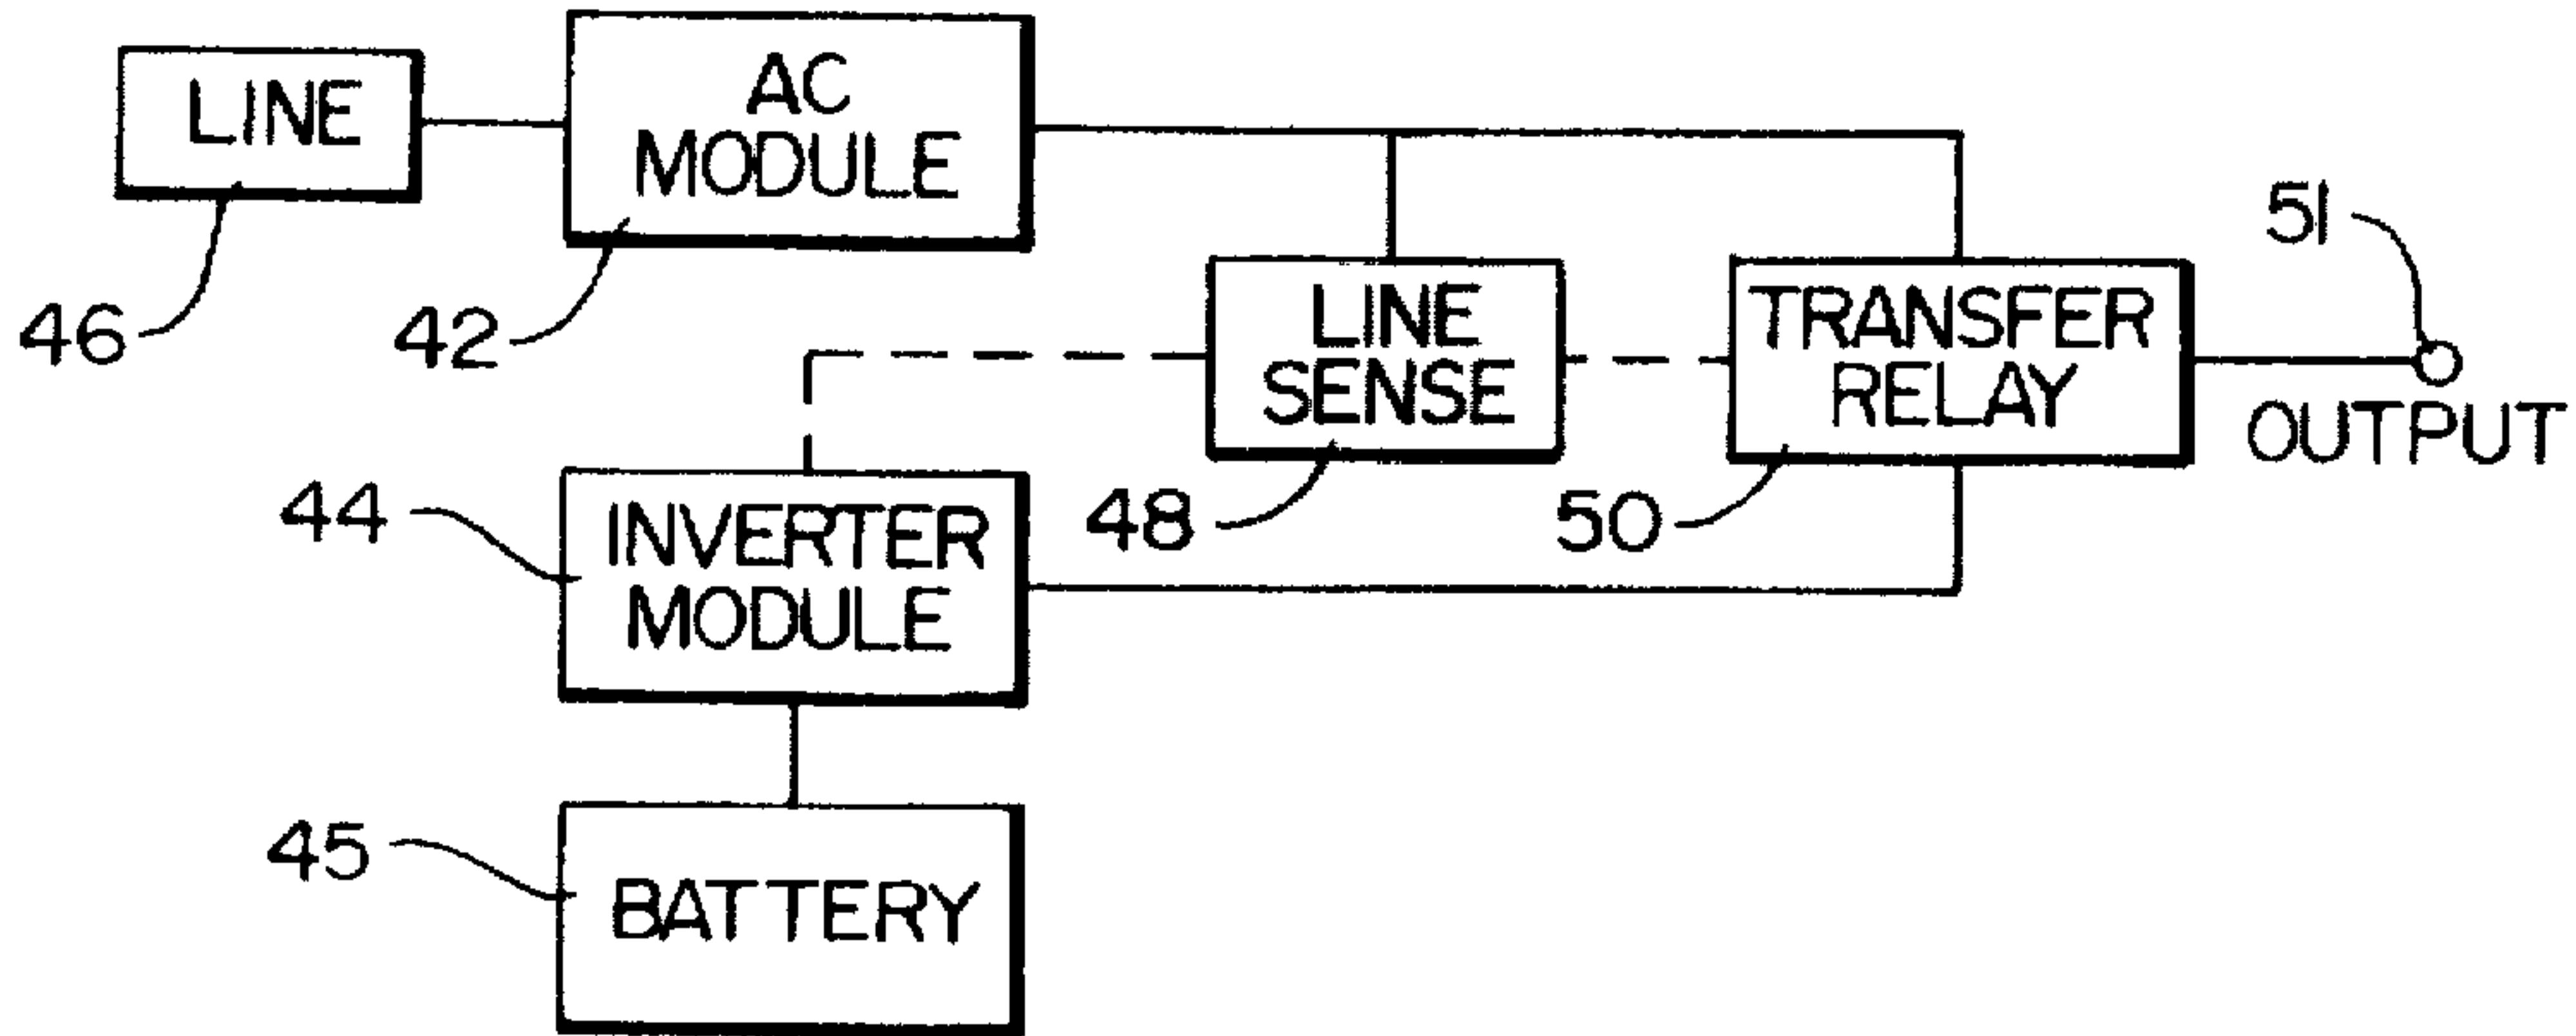 LINE
AC
MODULE
46
42
LINE
SENSE
48
TRANSFER
RELAY
50
51
OUTPUT
44
INVERTER
MODULE
45
BATTERY